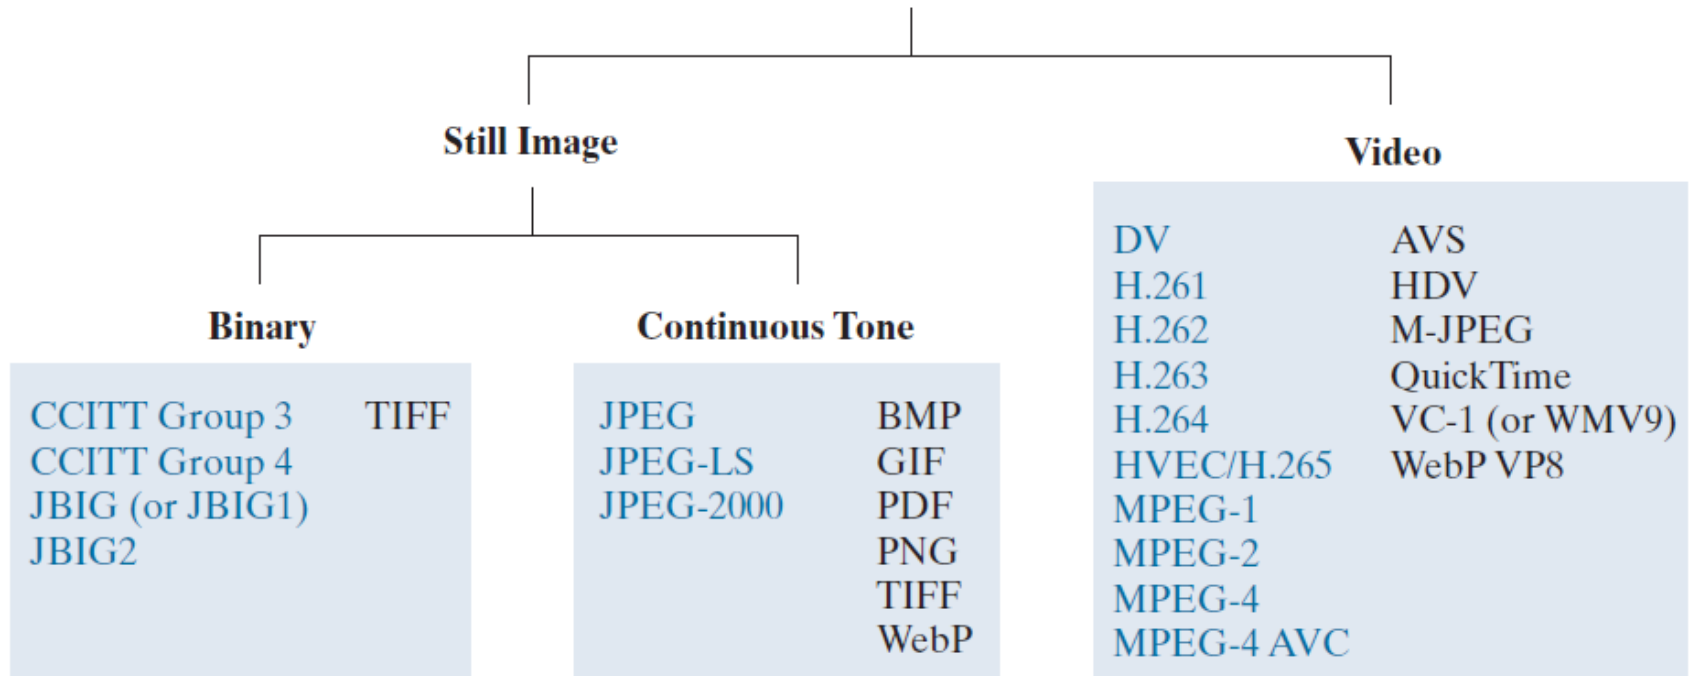 Still Image
Video
Binary
Continuous Tone
CCITT Group 3 TIFF
CCITT Group 4
JBIG (or JBIG1)
JBIG2
JPEG BMP
JPEG-LS GIF
JPEG-2000 PDF
PNG
TIFF
WebP
DV AVS
H.261 HDV
H.262 M-JPEG
H.263 QuickTime
H.264 VC-1 (or WMV9)
HVEC/H.265 WebP VP8
MPEG-1
MPEG-2
MPEG-4
MPEG-4 AVC